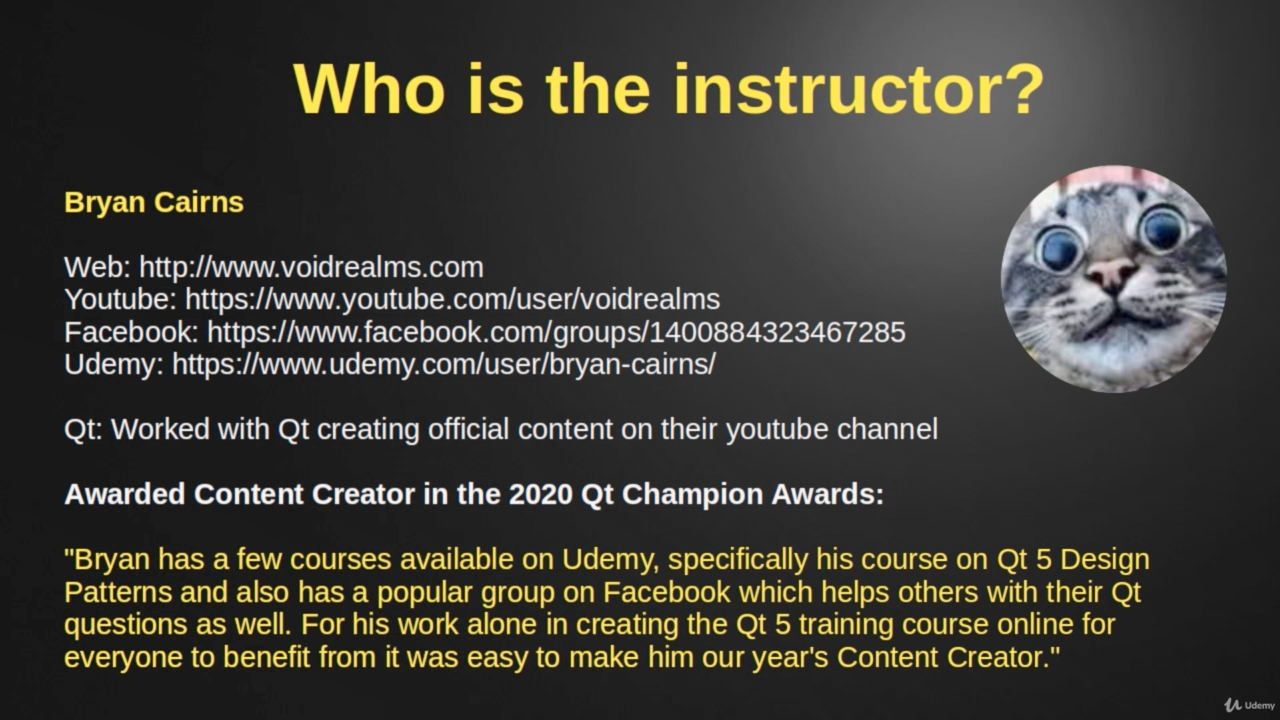 Who is the instructor?
Bryan Cairns
Web: http://www.voidrealms.com
Youtube: https://www.youtube.com/user/voidrealms
Facebook: https://www.facebook.com/groups/1400884323467285
Udemy: https://www.udemy.com/user/bryan-cairns/
Qt: Worked with Qt creating official content on their youtube channel
Awarded Content Creator in the 2020 Qt Champion Awards:
"Bryan has a few courses available on Udemy, specifically his course on Qt 5 Design
Patterns and also has a popular group on Facebook which helps others with their Qt
questions as well. For his work alone in creating the Qt 5 training course online for
everyone to benefit from it was easy to make him our year's Content Creator."
Udemy